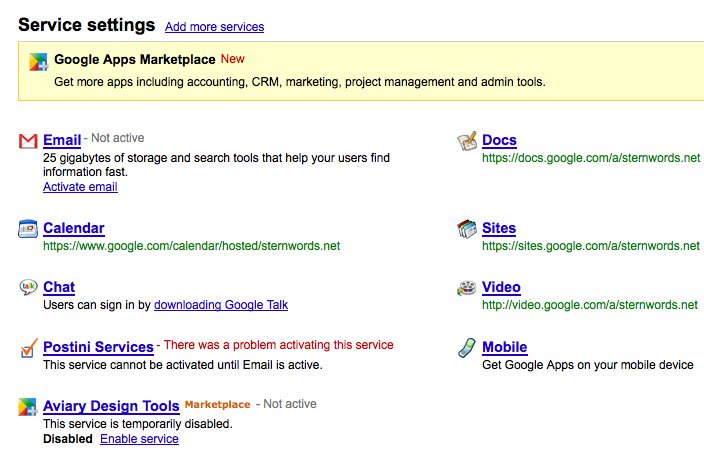 Service settings Add more services
Google Apps Marketplace New
Get more apps including accounting, CRM, marketing, project management and admin tools.
Email - Not active
25 gigabytes of storage and search tools that help your users find
information fast.
Activate email
Docs
https://docs.google.com/a/sternwords.net
Calendar
https://www.google.com/calendar/hosted/sternwords.net
Sites
https://sites.google.com/a/sternwords.net
talk
Chat
Users can sign in by downloading Google Talk
Video
http://video.google.com/a/sternwords.net
Postini Services - There was a problem activating this service
This service cannot be activated until Email is active.
Mobile
Get Google Apps on your mobile device
Aviary Design Tools Marketplace - Not active
This service is temporarily disabled.
Disabled Enable service